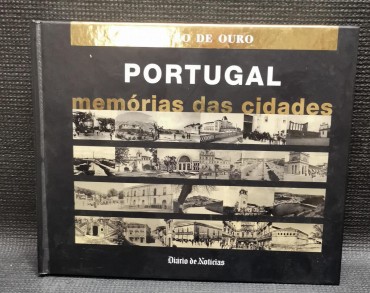 DE OURO
PORTUGAL
memórias das cidades
Diário de Notícias